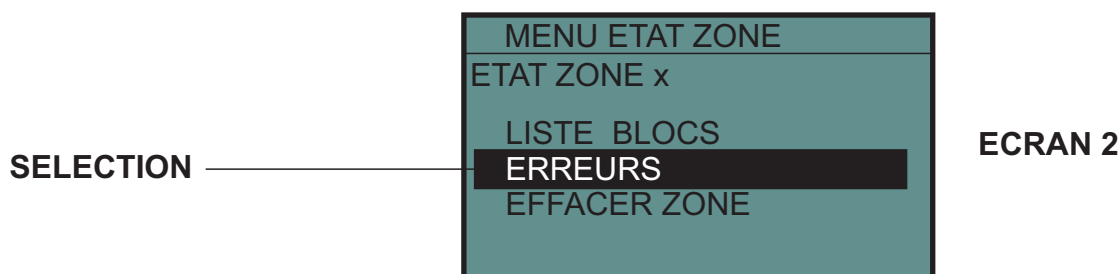 MENU ETAT ZONE
ETAT ZONE x
LISTE BLOCS
SELECTION
ERREURS
ECRAN 2
EFFACER ZONE